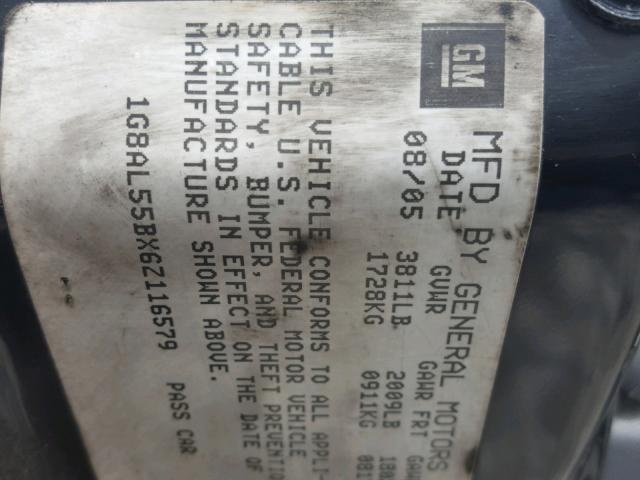 GM
MFD BY GENERAL MOTORS
DATE GVWR GAWR FRT
08/05 3811LB 2009LB
1728KG 0911KG
THIS VEHICLE CONFORMS TO ALL APPLI-
CABLE U.S. FEDERAL MOTOR VEHICLE
SAFETY, BUMPER, AND THEFT PREVENTION
STANDARDS IN EFFECT ON THE DATE OF
MANUFACTURE SHOWN ABOVE.
1G8AL55BX6Z116579 PASS CAR